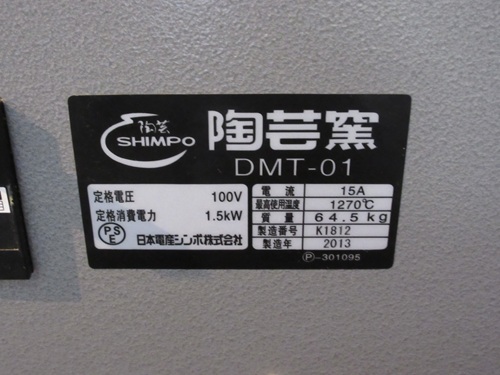 陶芸
SHIMPO
陶芸窯
DMT-01
定格電圧 100V
定格消費電力 1.5kW
PSE 日本電産シンポ株式会社
電流 15A
最高使用温度 1270℃
質量 64.5kg
製造番号 K1812
製造年 2013
Ⓟ-301095